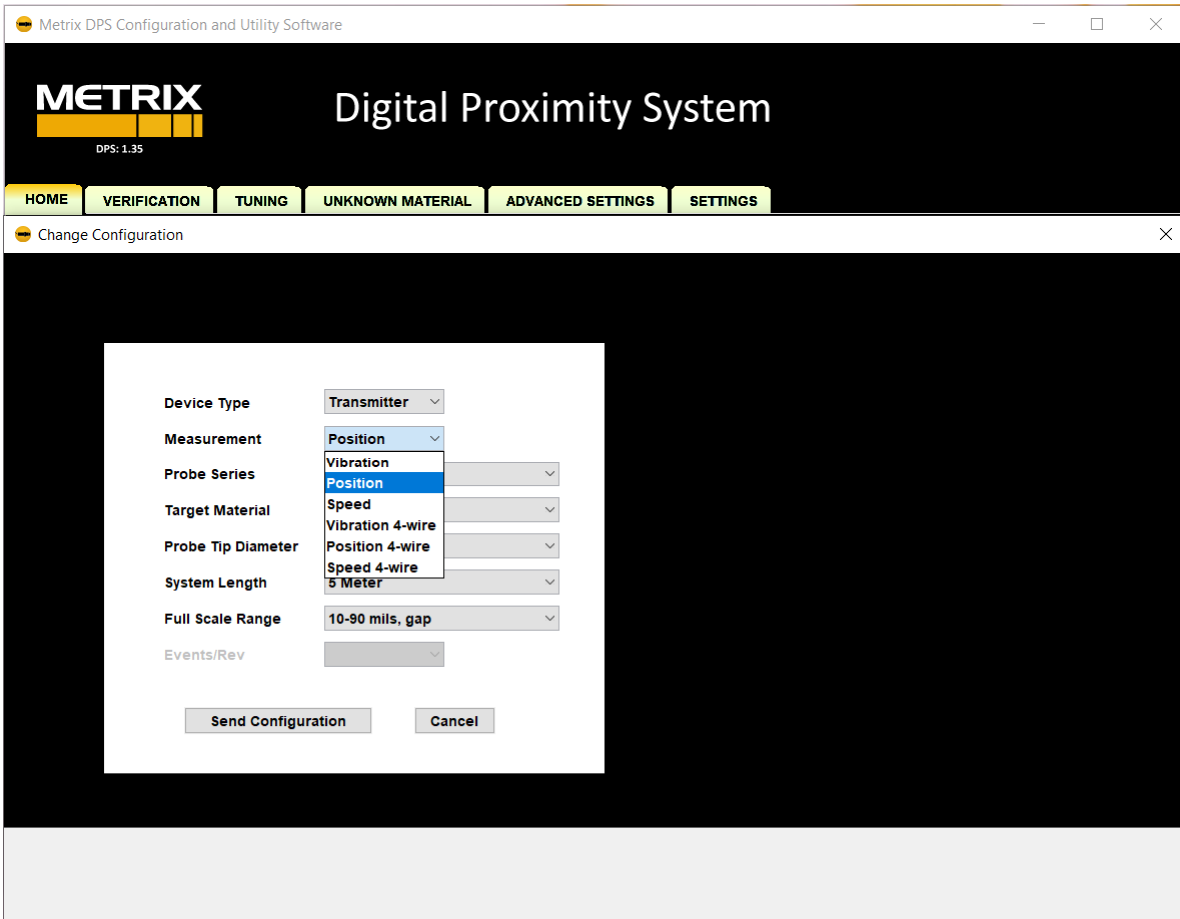 Metrix DPS Configuration and Utility Software
METRIX
Digital Proximity System
DPS: 1.35
HOME VERIFICATION TUNING UNKNOWN MATERIAL ADVANCED SETTINGS SETTINGS
Change Configuration
Device Type Transmitter
Measurement Position
Vibration
Probe Series
Position
Speed
Target Material
Vibration 4-wire
Probe Tip Diameter Position 4-wire
Speed 4-wire
System Length 5 Meter
Full Scale Range 10-90 mils, gap
Events/Rev
Send Configuration Cancel